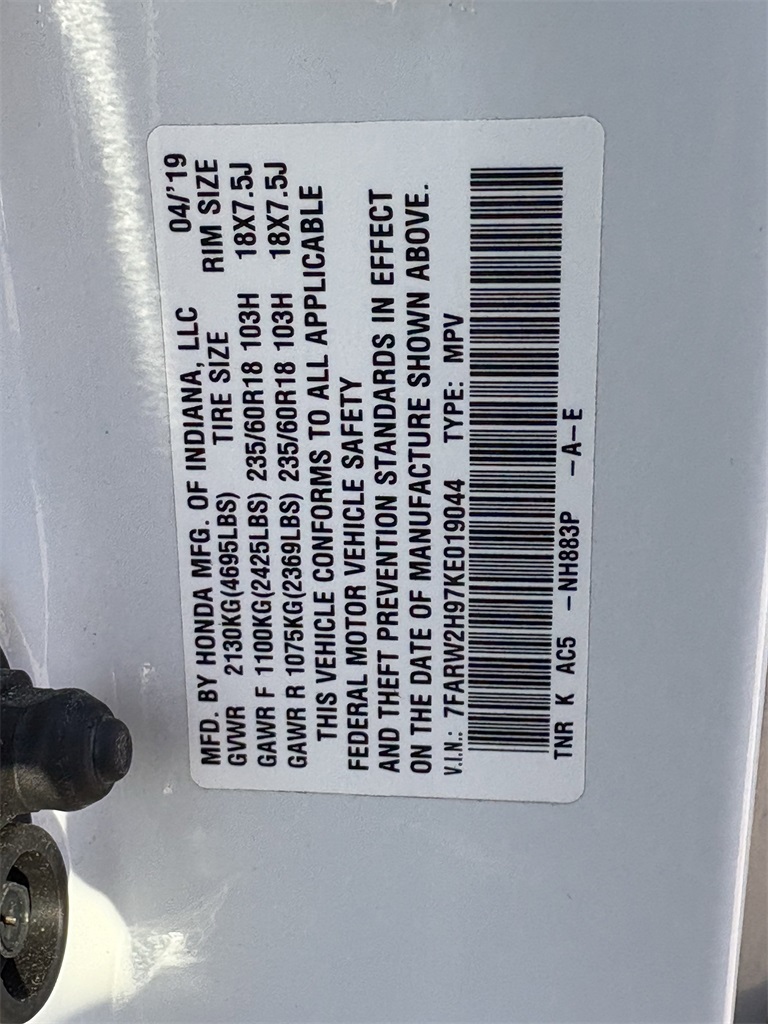 MFD. BY HONDA MFG. OF INDIANA, LLC 04/'19
GVWR 2130KG(4695LBS) TIRE SIZE RIM SIZE
GAWR F 1100KG(2425LBS) 235/60R18 103H 18X7.5J
GAWR R 1075KG(2369LBS) 235/60R18 103H 18X7.5J
THIS VEHICLE CONFORMS TO ALL APPLICABLE
FEDERAL MOTOR VEHICLE SAFETY
AND THEFT PREVENTION STANDARDS IN EFFECT
ON THE DATE OF MANUFACTURE SHOWN ABOVE.
V.I.N.: 7FARW2H97KE019044 TYPE: MPV
TNR K AC5 –NH883P –A–E